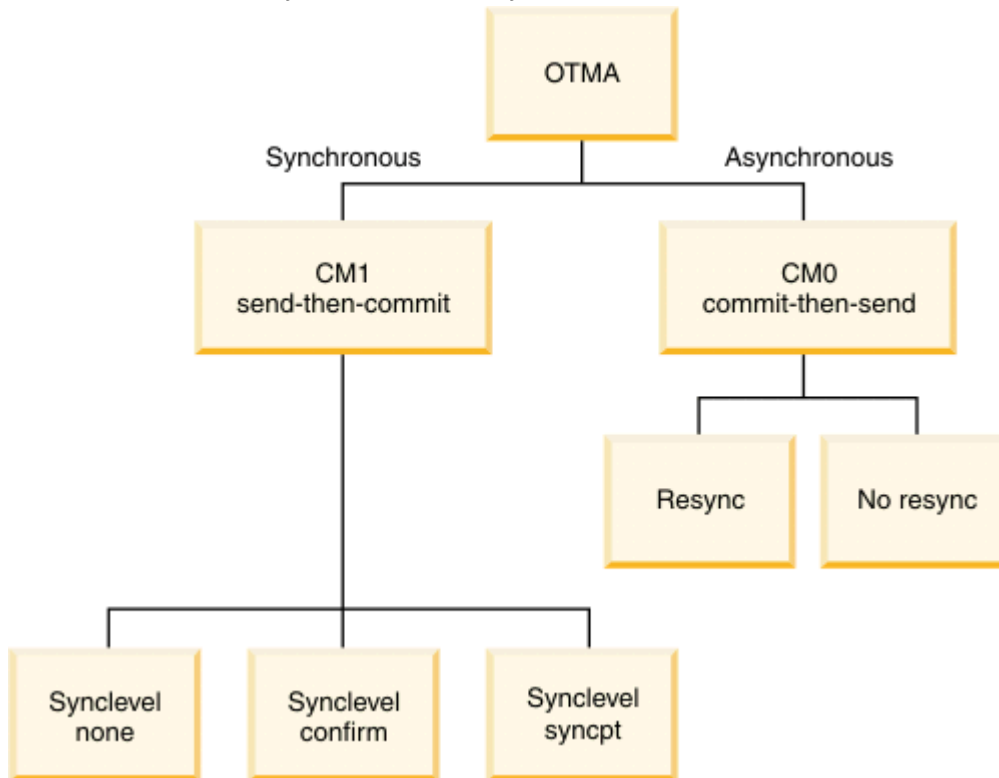 OTMA
Synchronous
Asynchronous
CM1
send-then-commit
CM0
commit-then-send
Resync
No resync
Synclevel
none
Synclevel
confirm
Synclevel
syncpt